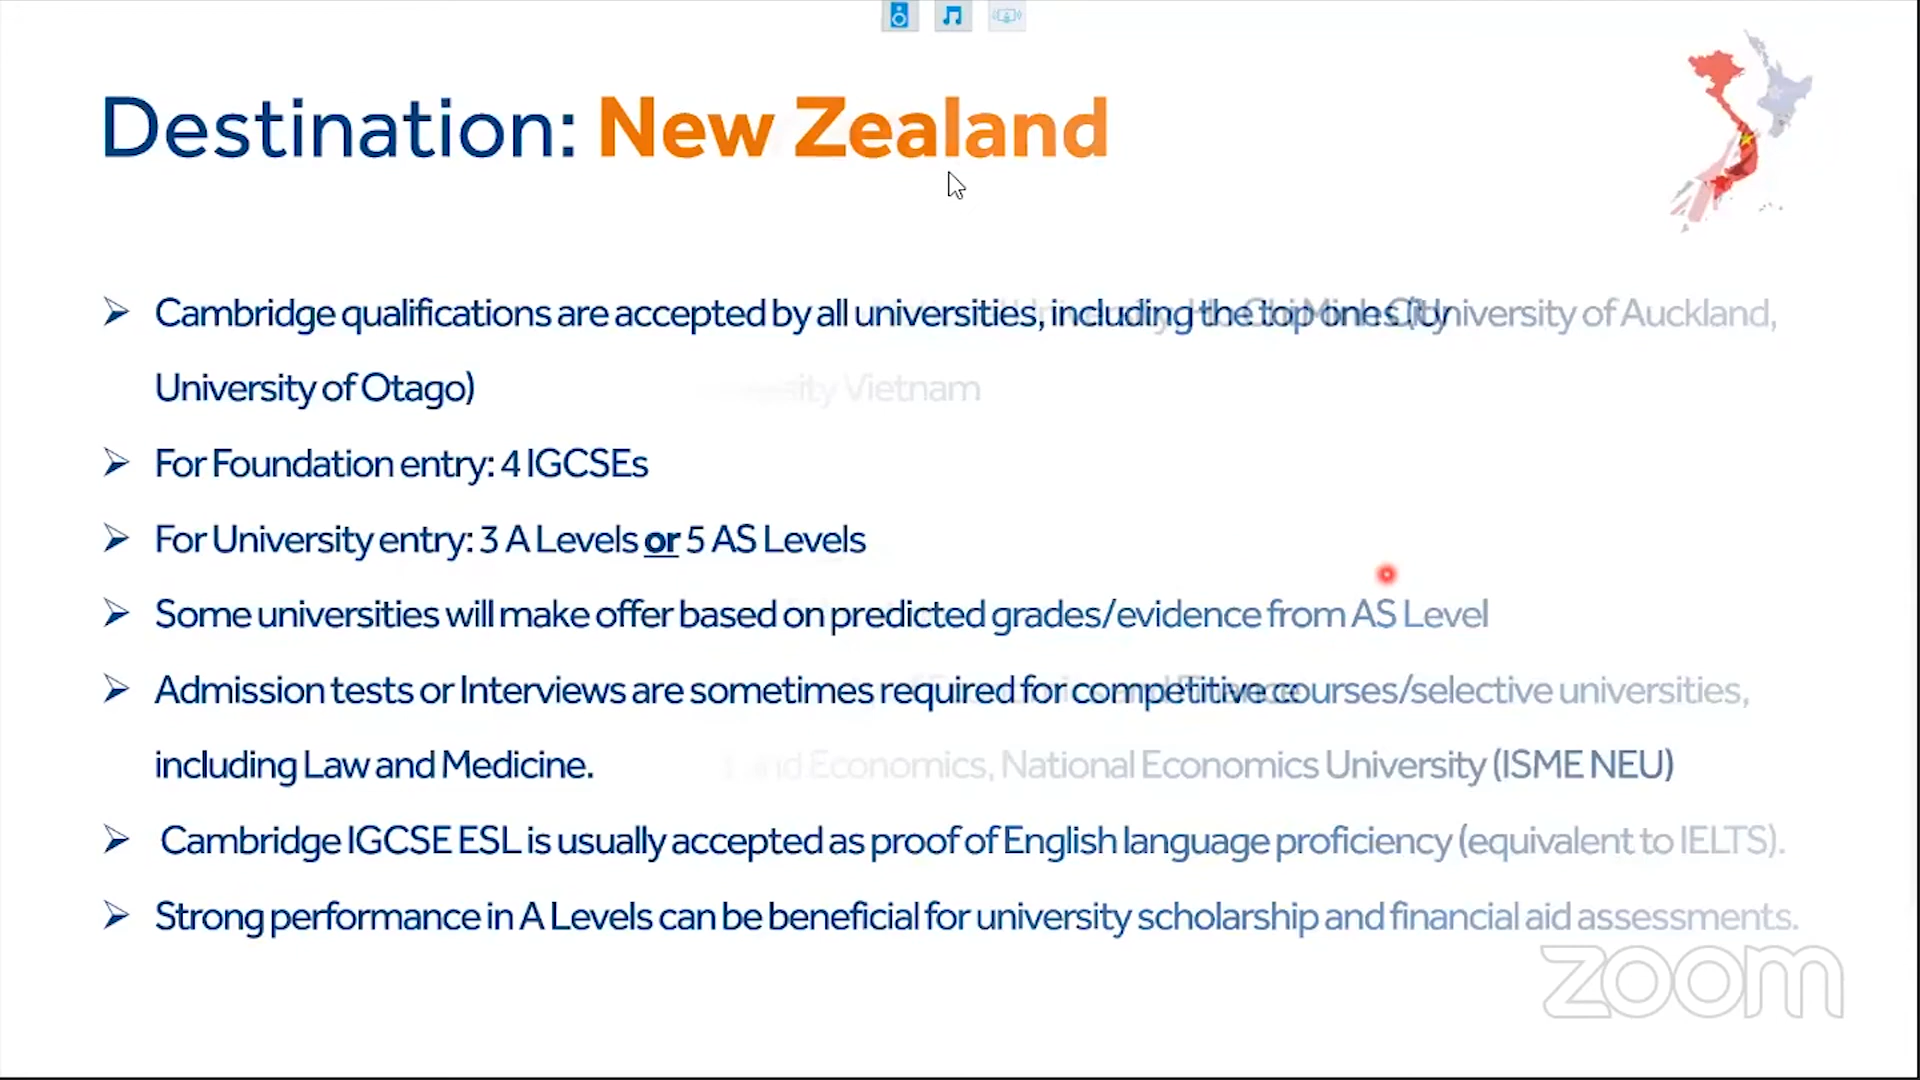 Destination: New Zealand
➢ Cambridge qualifications are accepted by all universities, including the top ones (University of Auckland,
University of Otago)
Vietnam
➢ For Foundation entry: 4 IGCSEs
➢ For University entry: 3 A Levels or 5 AS Levels
➢ Some universities will make offer based on predicted grades/evidence from AS Level
➢ Admission tests or Interviews are sometimes required for competitive courses/selective universities,
including Law and Medicine.
and Economics, National Economics University (ISME NEU)
➢ Cambridge IGCSE ESL is usually accepted as proof of English language proficiency (equivalent to IELTS).
➢ Strong performance in A Levels can be beneficial for university scholarship and financial aid assessments.
zoom